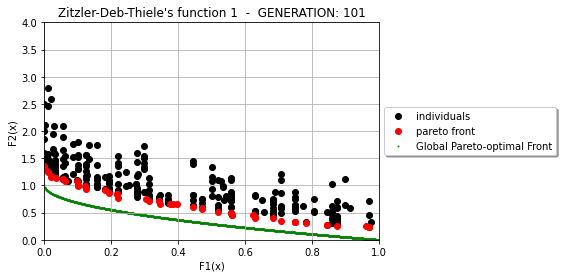 Zitzler-Deb-Thiele's function 1 - GENERATION: 101
4.0
3.5
3.0
2.5
2.0
1.5
1.0
0.5
0.0
F2(x)
0.0 0.2 0.4 0.6 0.8 1.0
F1(x)
individuals
pareto front
Global Pareto-optimal Front